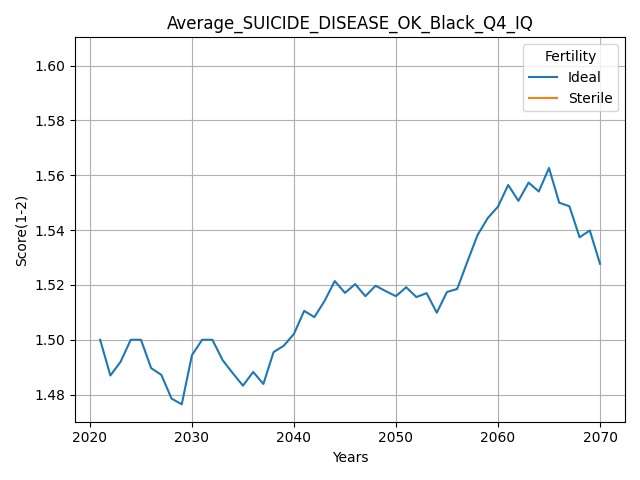 Average_SUICIDE_DISEASE_OK_Black_Q4_IQ
Fertility
Ideal
Sterile
Score(1-2)
1.60
1.58
1.56
1.54
1.52
1.50
1.48
2020
2030
2040
2050
2060
2070
Years